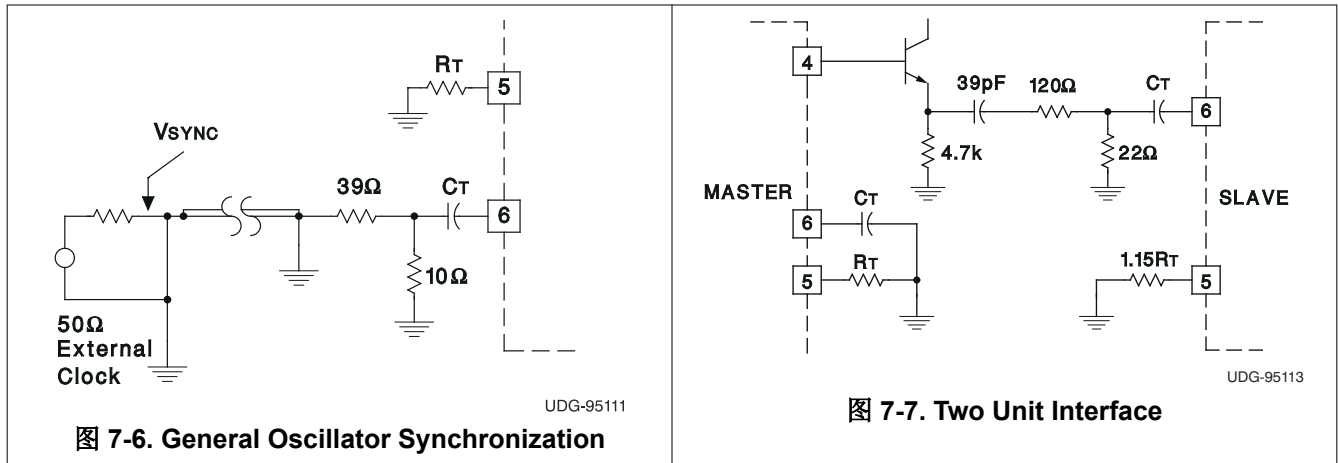 RT
5
VSYNC
39Ω
CT
6
10Ω
50Ω
External
Clock
UDG-95111
图 7-6. General Oscillator Synchronization
4
39pF
120Ω
CT
6
4.7k
22Ω
MASTER
SLAVE
CT
6
RT
5
1.15RT
5
UDG-95113
图 7-7. Two Unit Interface